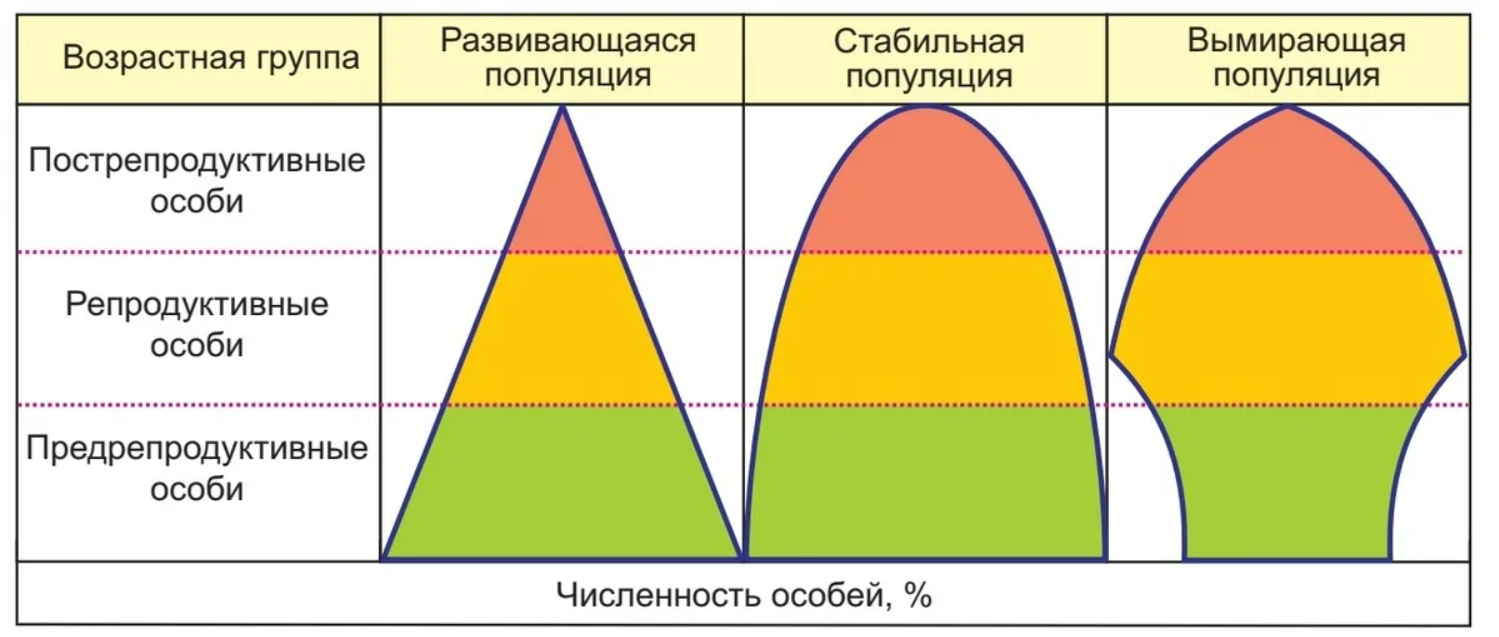 Возрастная группа
Развивающаяся
популяция
Стабильная
популяция
Вымирающая
популяция
Пострепродуктивные
особи
Репродуктивные
особи
Предрепродуктивные
особи
Численность особей, %